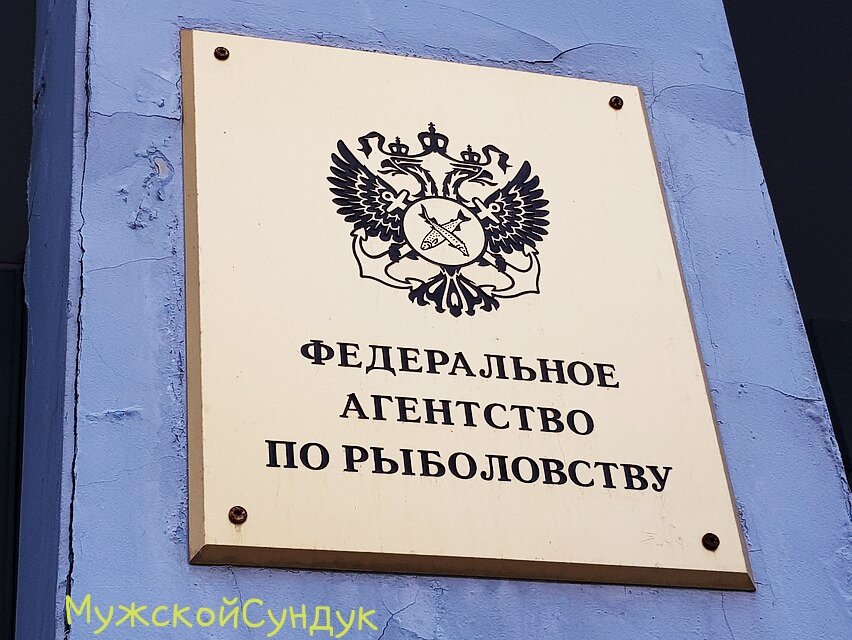 ФЕДЕРАЛЬНОЕ
АГЕНТСТВО
ПО РЫБОЛОВСТВУ
МужскойСундук